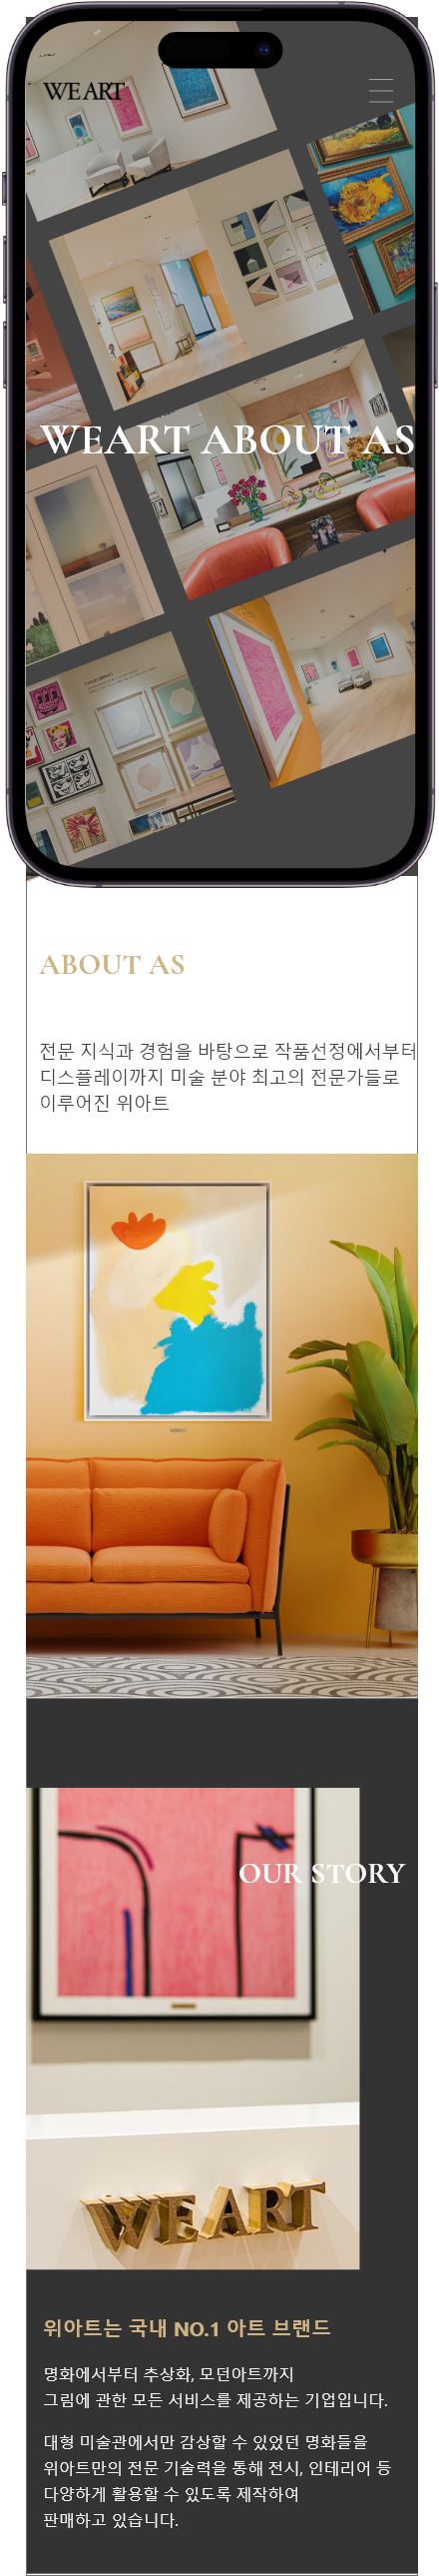 WE ART
WEART ABOUT AS
ABOUT AS
전문 지식과 경험을 바탕으로 작품선정에서부터
디스플레이까지 미술 분야 최고의 전문가들로
이루어진 위아트
OUR STORY
WE ART
위아트는 국내 NO.1 아트 브랜드
명화에서부터 추상화, 모던아트까지
그림에 관한 모든 서비스를 제공하는 기업입니다.
대형 미술관에서만 감상할 수 있었던 명화들을
위아트만의 전문 기술력을 통해 전시, 인테리어 등
다양하게 활용할 수 있도록 제작하여
판매하고 있습니다.